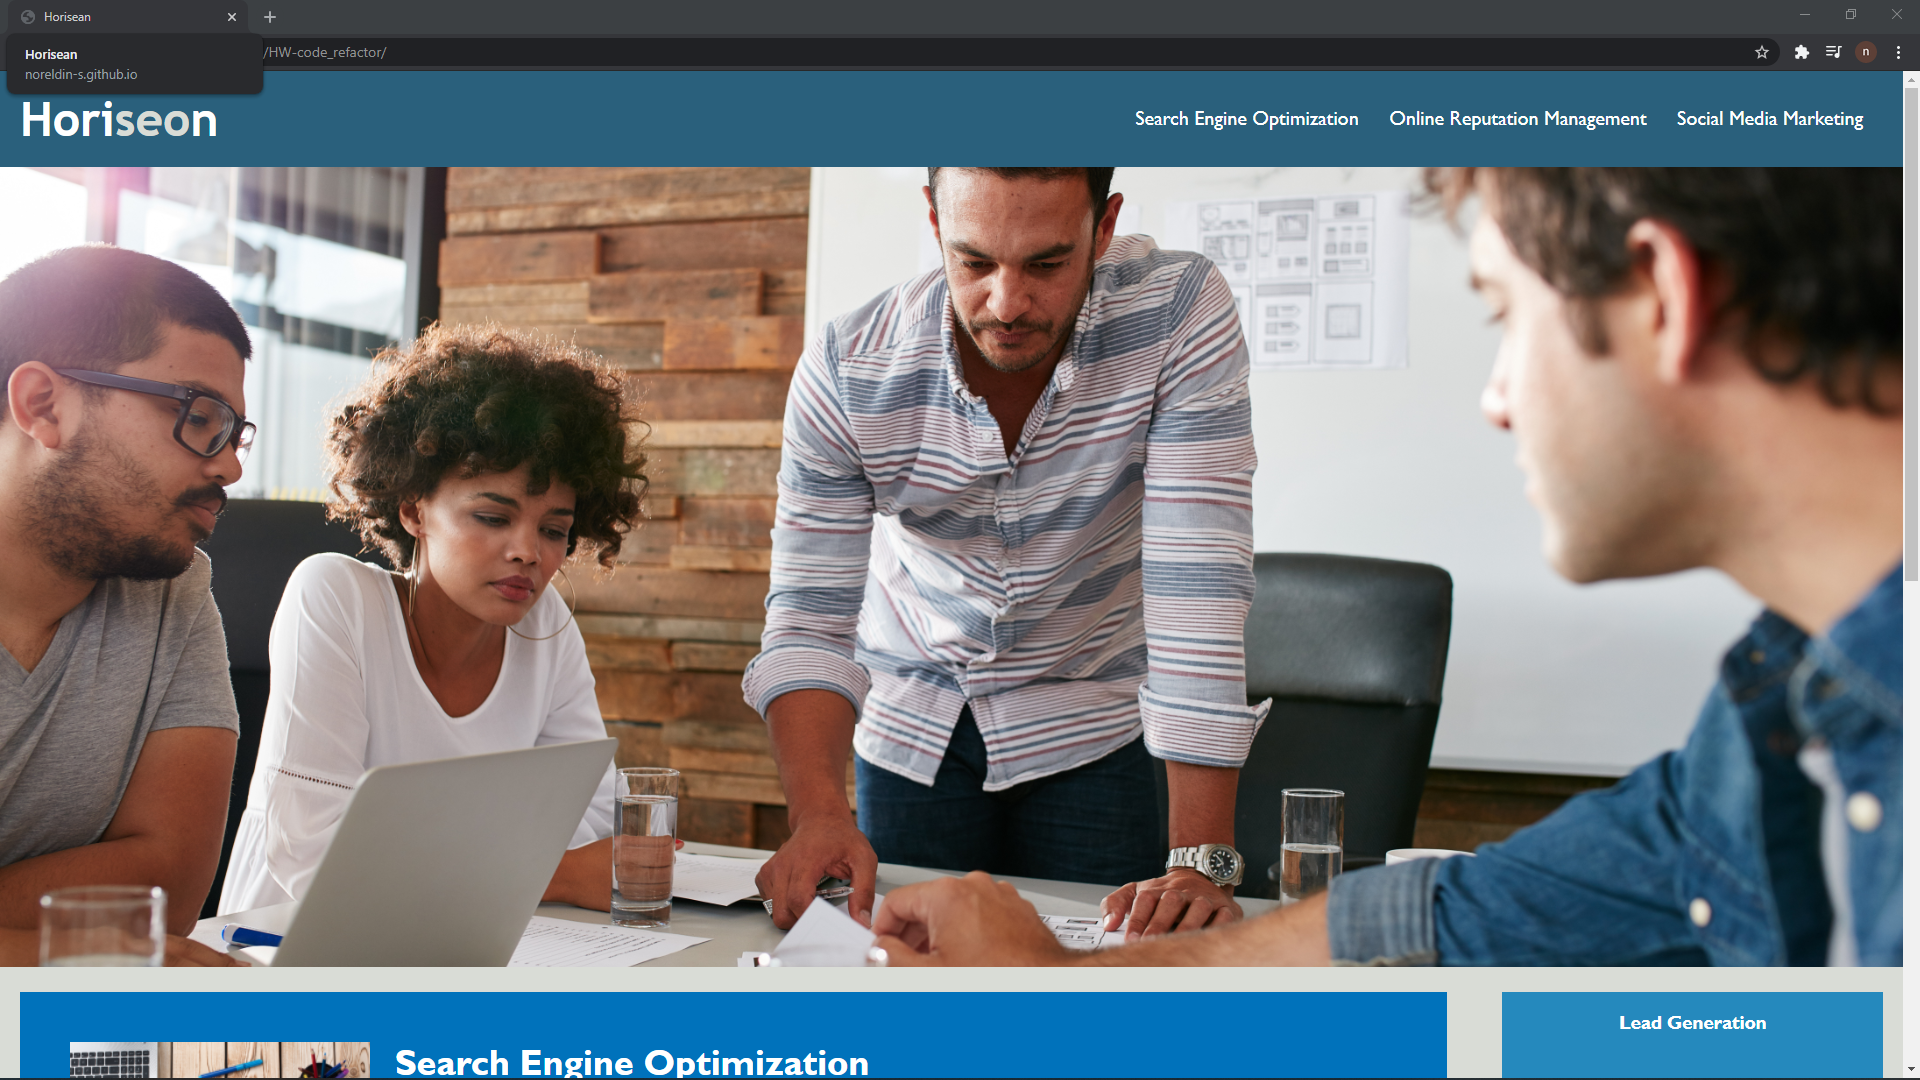 Horisean
Horisean
noreldin-s.github.io
/HW-code_refactor/
n
Horiseon
Search Engine Optimization
Online Reputation Management
Social Media Marketing
Search Engine Optimization
Lead Generation